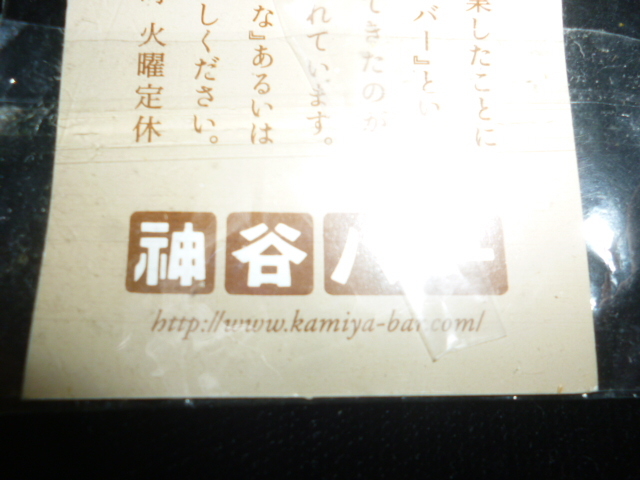 業したことに
バー』とい
てきたのが
れています。
な』あるいは
しください。
火曜定休
神谷バー
http://www.kamiya-bar.com/